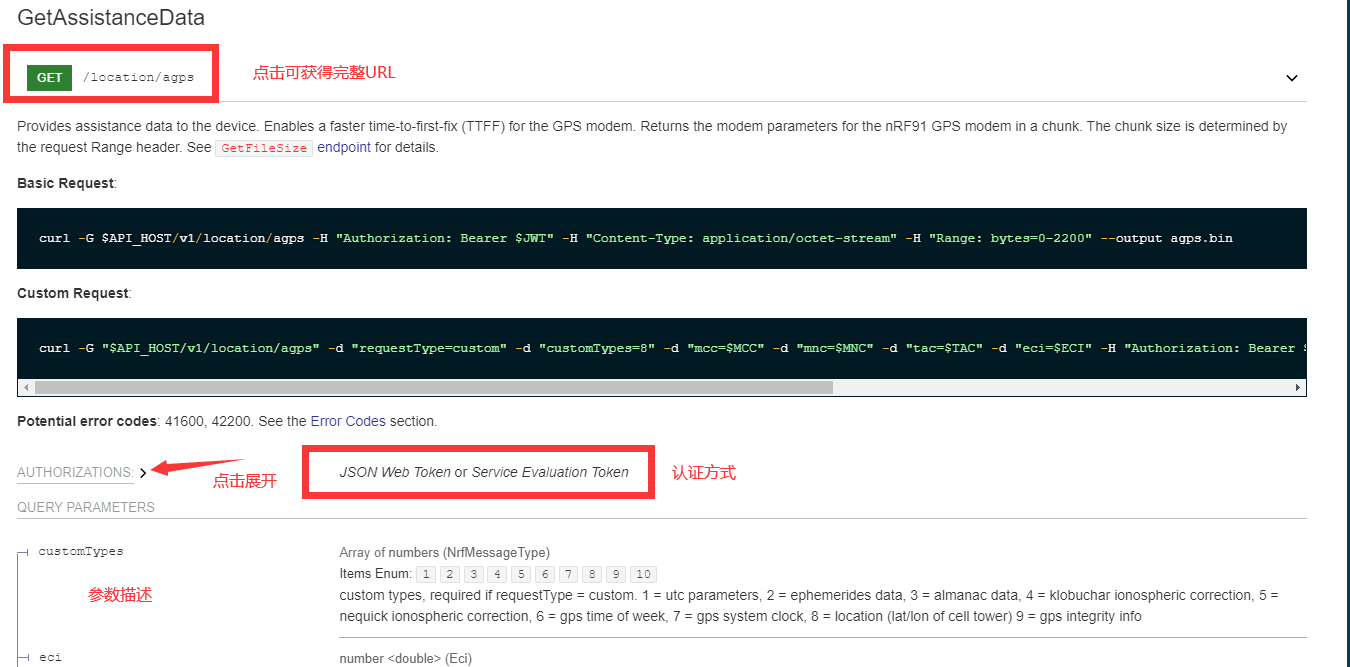 GetAssistanceData
GET /location/agps 点击可获得完整URL
Provides assistance data to the device. Enables a faster time-to-first-fix (TTFF) for the GPS modem. Returns the modem parameters for the nRF91 GPS modem in a chunk. The chunk size is determined by
the request Range header. See GetFileSize endpoint for details.
Basic Request:
curl -G $API_HOST/v1/location/agps -H "Authorization: Bearer $JWT" -H "Content-Type: application/octet-stream" -H "Range: bytes=0-2200" --output agps.bin
Custom Request:
curl -G "$API_HOST/v1/location/agps" -d "requestType=custom" -d "customTypes=8" -d "mcc=$MCC" -d "mnc=$MNC" -d "tac=$TAC" -d "eci=$ECI" -H "Authorization: Bearer
Potential error codes: 41600, 42200. See the Error Codes section.
AUTHORIZATIONS: 点击展开 JSON Web Token or Service Evaluation Token 认证方式
QUERY PARAMETERS
customTypes Array of numbers (NrfMessageType)
Items Enum: 1 2 3 4 5 6 7 8 9 10
参数描述 custom types, required if requestType = custom. 1 = utc parameters, 2 = ephemerides data, 3 = almanac data, 4 = klobuchar ionospheric correction, 5 =
nequick ionospheric correction, 6 = gps time of week, 7 = gps system clock, 8 = location (lat/lon of cell tower) 9 = gps integrity info
eci number <double> (Eci)